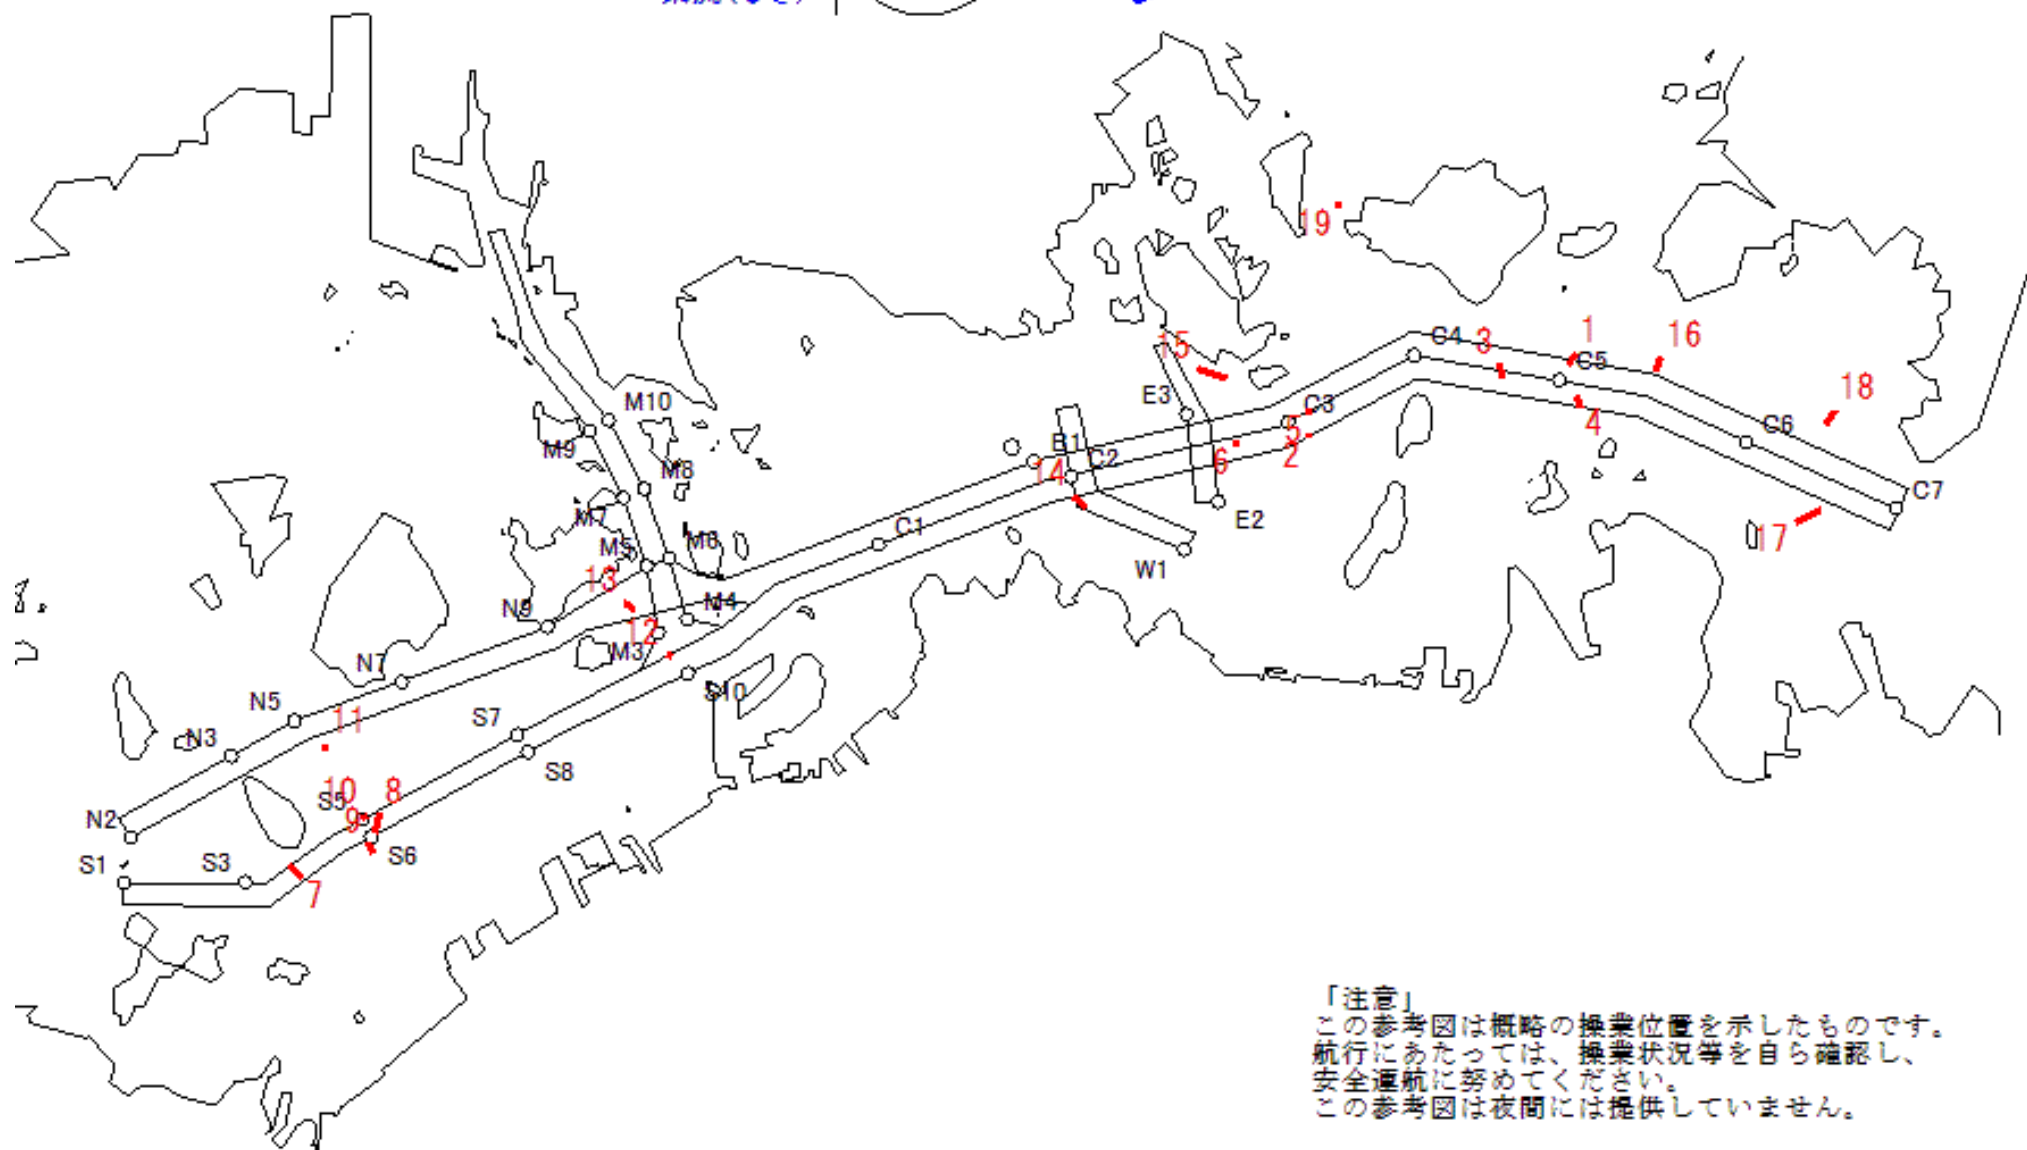 19
1
16
C4
3
C5
15
18
M10
E3
C3
C6
4
M9
B1
5
6
2
M8
14
C2
C7
M7
C1
E2
17
M5
M6
W1
13
N9
M4
12
M3
N7
S10
N5
11
S7
N3
S8
10
S5
8
9
N2
S6
S1
S3
7
「注意」
この参考図は概略の操業位置を示したものです。
航行にあたっては、操業状況等を自ら確認し、
安全運航に努めてください。
この参考図は夜間には提供していません。